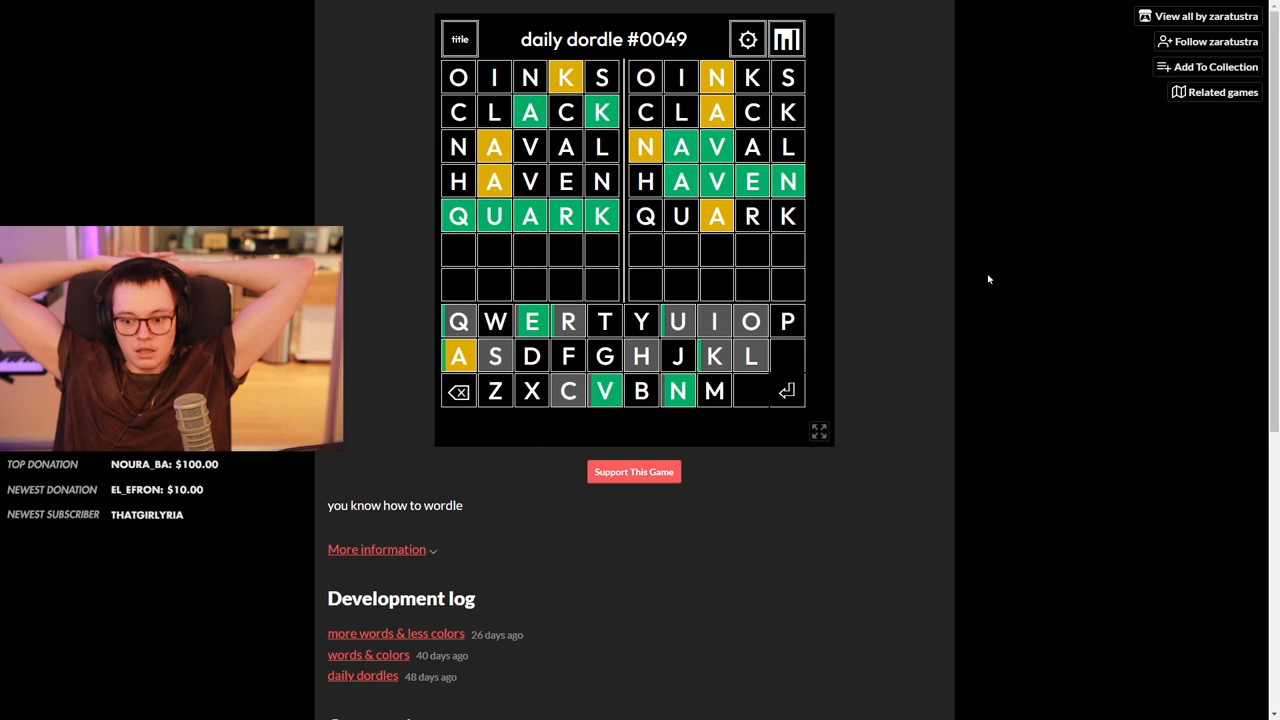 View all by zaratustra
Follow zaratustra
Add To Collection
Related games
title
daily dordle #0049
O I N K S O I N K S
C L A C K C L A C K
N A V A L N A V A L
H A V E N H A V E N
Q U A R K Q U A R K
Q W E R T Y U I O P
A S D F G H J K L
Z X C V B N M
TOP DONATION NOURA_BA: $100.00
NEWEST DONATION EL_EFRON: $10.00
NEWEST SUBSCRIBER THATGIRLYRIA
Support This Game
you know how to wordle
More information
Development log
more words & less colors 26 days ago
words & colors 40 days ago
daily dordles 48 days ago